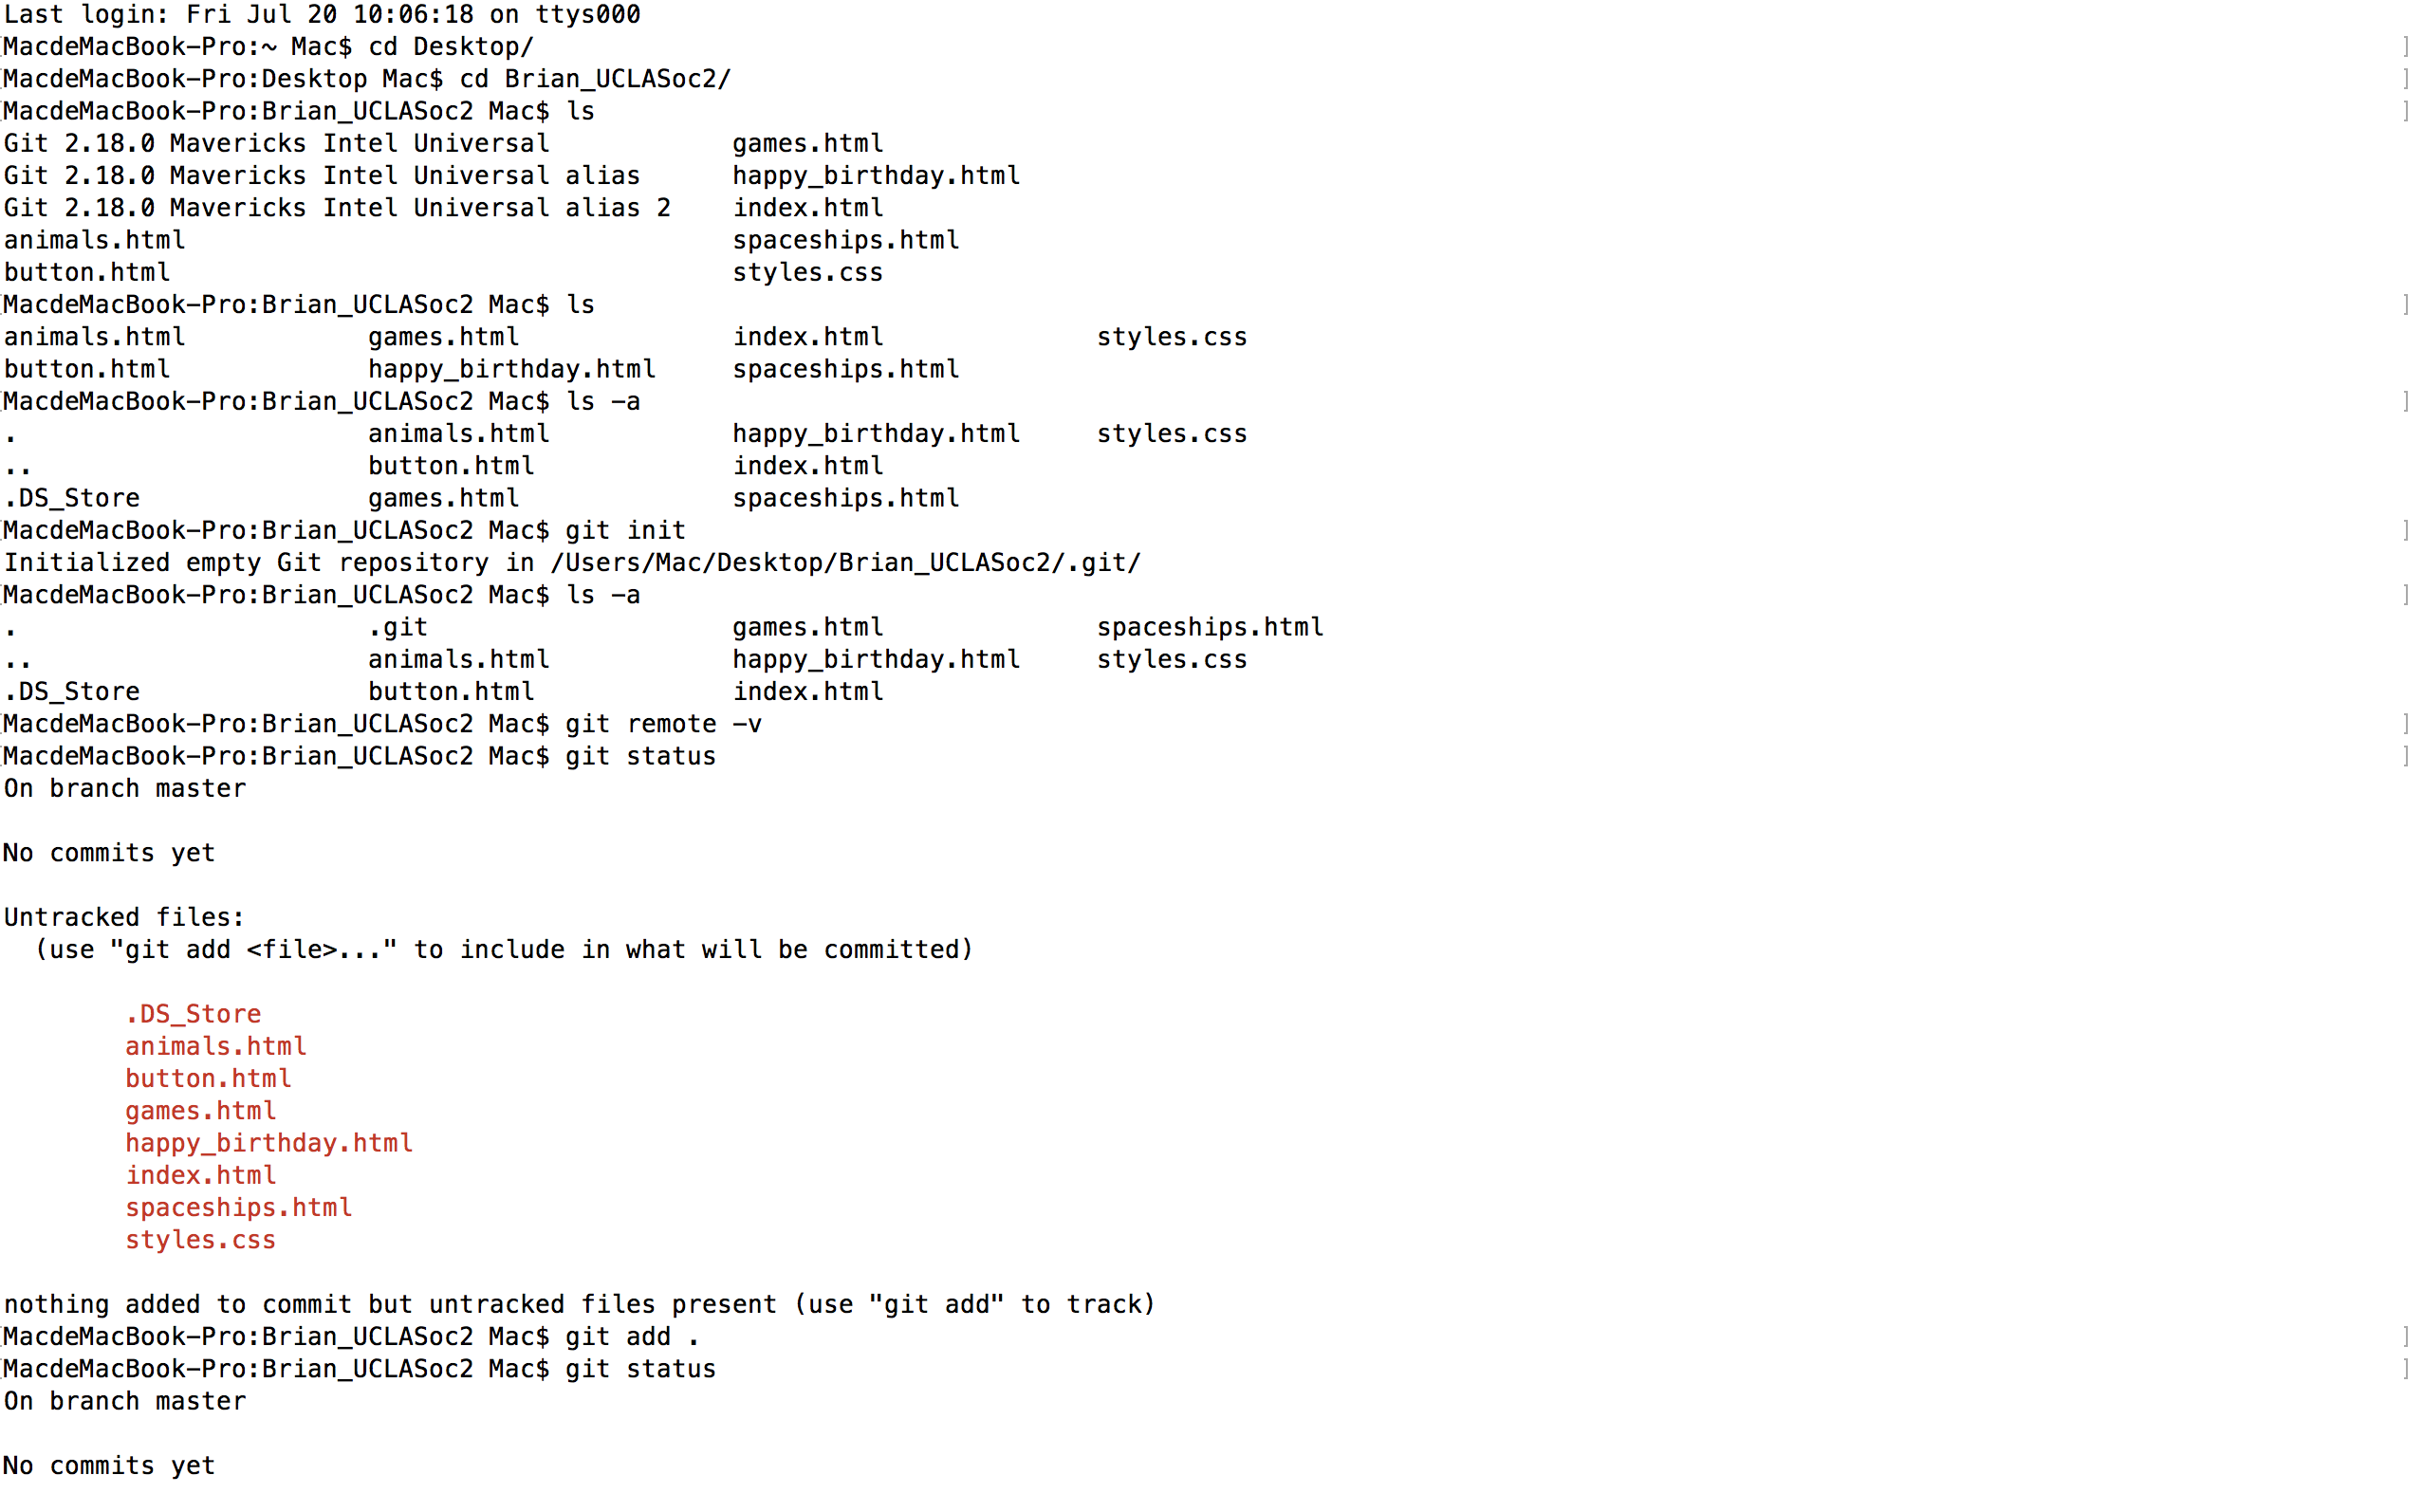 Last login: Fri Jul 20 10:06:18 on ttys000
[MacdeMacBook-Pro:~ Mac$ cd Desktop/ ]
[MacdeMacBook-Pro:Desktop Mac$ cd Brian_UCLASoc2/ ]
[MacdeMacBook-Pro:Brian_UCLASoc2 Mac$ ls ]
Git 2.18.0 Mavericks Intel Universal games.html
Git 2.18.0 Mavericks Intel Universal alias happy_birthday.html
Git 2.18.0 Mavericks Intel Universal alias 2 index.html
animals.html spaceships.html
button.html styles.css
[MacdeMacBook-Pro:Brian_UCLASoc2 Mac$ ls ]
animals.html games.html index.html styles.css
button.html happy_birthday.html spaceships.html
[MacdeMacBook-Pro:Brian_UCLASoc2 Mac$ ls -a ]
. animals.html happy_birthday.html styles.css
.. button.html index.html
.DS_Store games.html spaceships.html
[MacdeMacBook-Pro:Brian_UCLASoc2 Mac$ git init ]
Initialized empty Git repository in /Users/Mac/Desktop/Brian_UCLASoc2/.git/
[MacdeMacBook-Pro:Brian_UCLASoc2 Mac$ ls -a ]
. .git games.html spaceships.html
.. animals.html happy_birthday.html styles.css
.DS_Store button.html index.html
[MacdeMacBook-Pro:Brian_UCLASoc2 Mac$ git remote -v ]
[MacdeMacBook-Pro:Brian_UCLASoc2 Mac$ git status ]
On branch master
No commits yet
Untracked files:
(use "git add <file>..." to include in what will be committed)
.DS_Store
animals.html
button.html
games.html
happy_birthday.html
index.html
spaceships.html
styles.css
nothing added to commit but untracked files present (use "git add" to track)
[MacdeMacBook-Pro:Brian_UCLASoc2 Mac$ git add . ]
[MacdeMacBook-Pro:Brian_UCLASoc2 Mac$ git status ]
On branch master
No commits yet